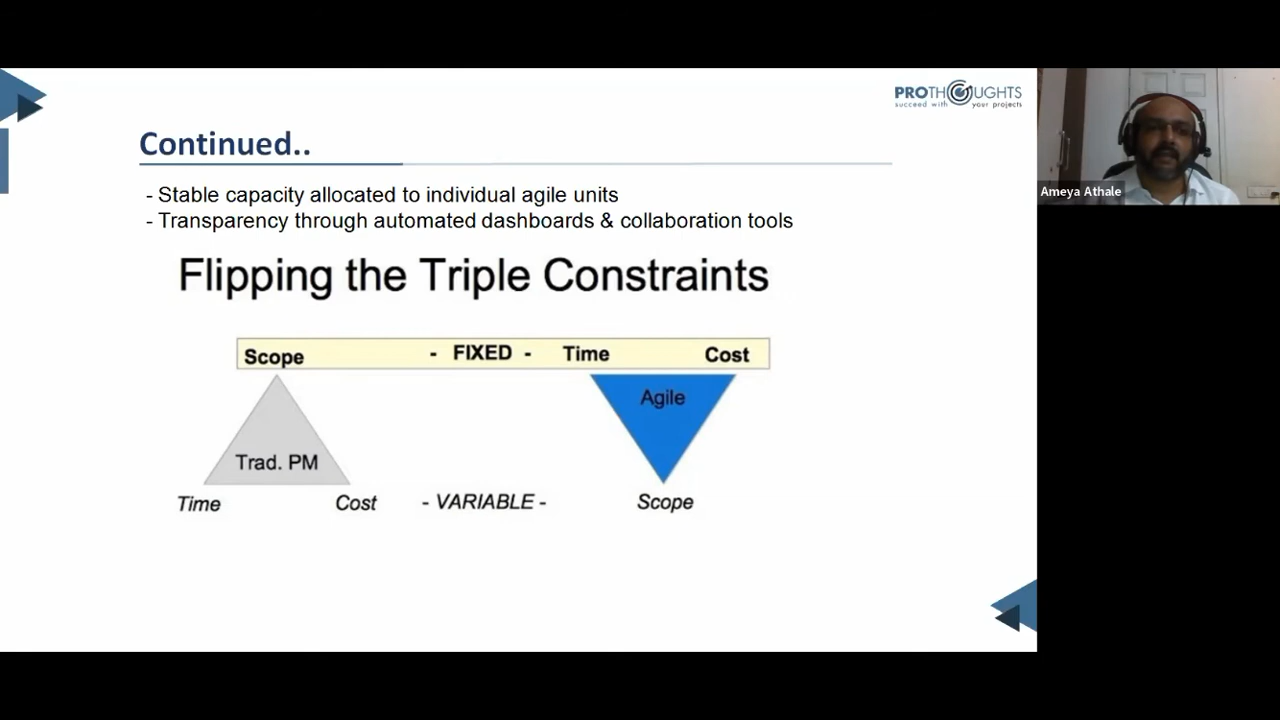 PROTHOUGHTS
succeed with your projects
Continued..
Ameya Athale
- Stable capacity allocated to individual agile units
- Transparency through automated dashboards & collaboration tools
Flipping the Triple Constraints
Scope - FIXED - Time Cost
Agile
Trad. PM
Time Cost - VARIABLE - Scope